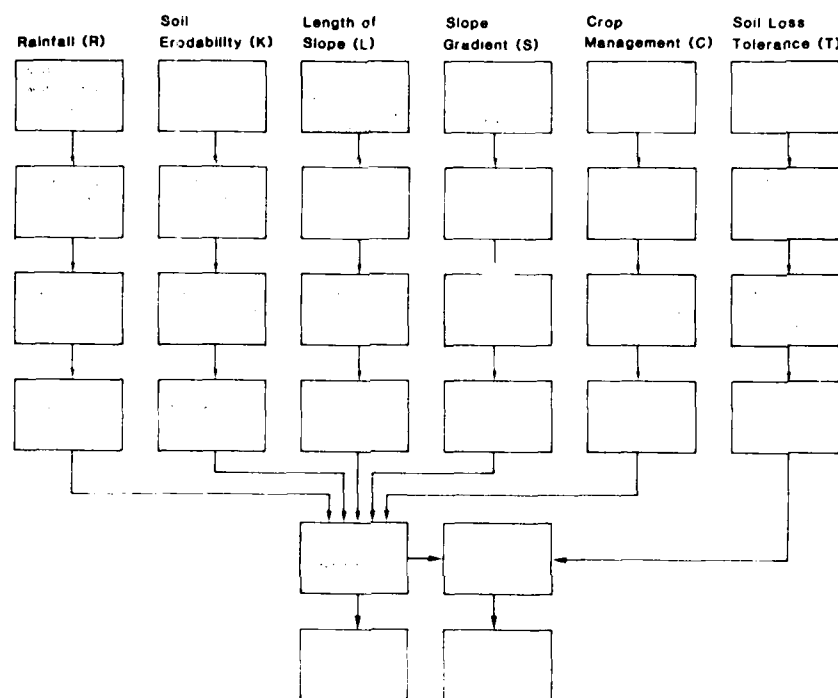 Rainfall (R)
Soil
Erodability (K)
Length of
Slope (L)
Slope
Gradient (S)
Crop
Management (C)
Soil Loss
Tolerance (T)